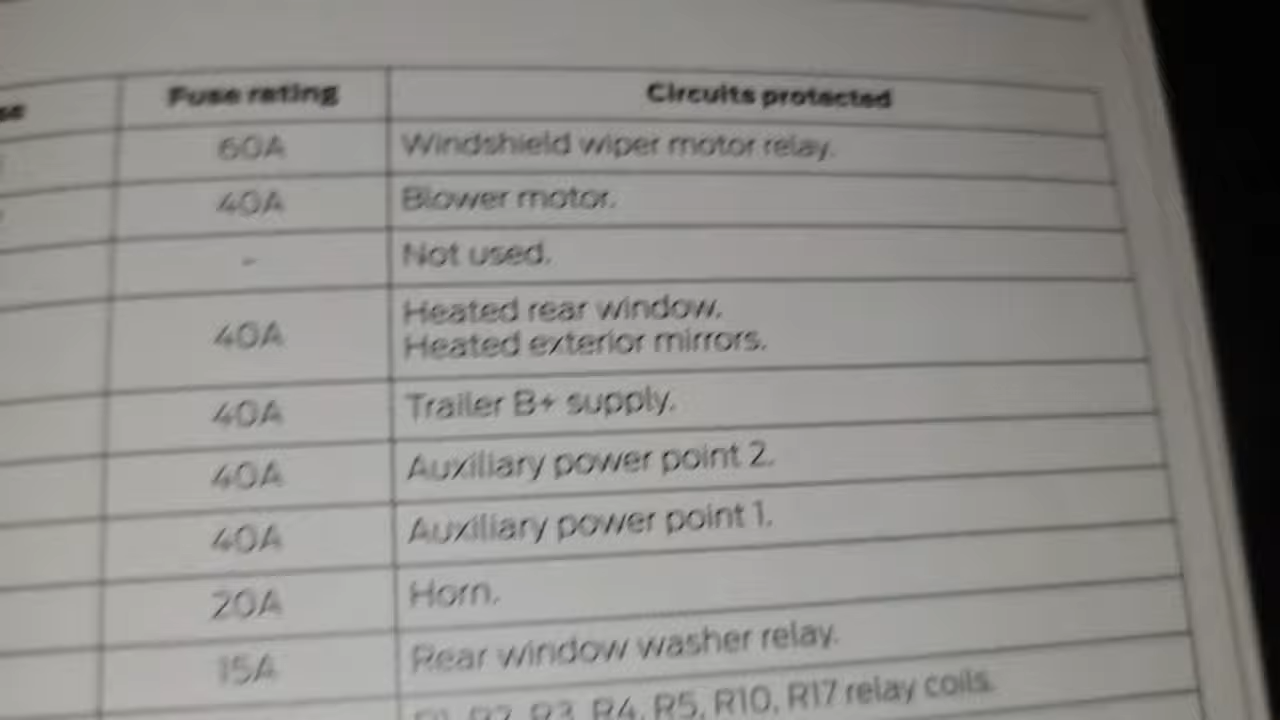 Fuse rating Circuits protected
60A Windshield wiper motor relay.
40A Blower motor.
- Not used.
40A Heated rear window.
Heated exterior mirrors.
40A Trailer B+ supply.
40A Auxiliary power point 2.
40A Auxiliary power point 1.
20A Horn.
15A Rear window washer relay.
R2, R3, R4, R5, R10, R17 relay coils.